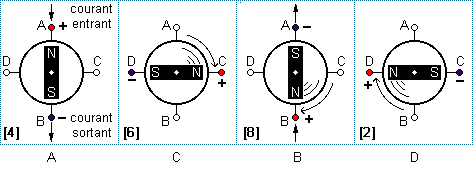 courant
entrant
A +
N
D C
S
B −
courant
sortant
[4]
A
A
D C
S N
− +
B
[6]
C
A −
S
D C
N
B +
[8]
B
A
D C
N S
+ −
B
[2]
D